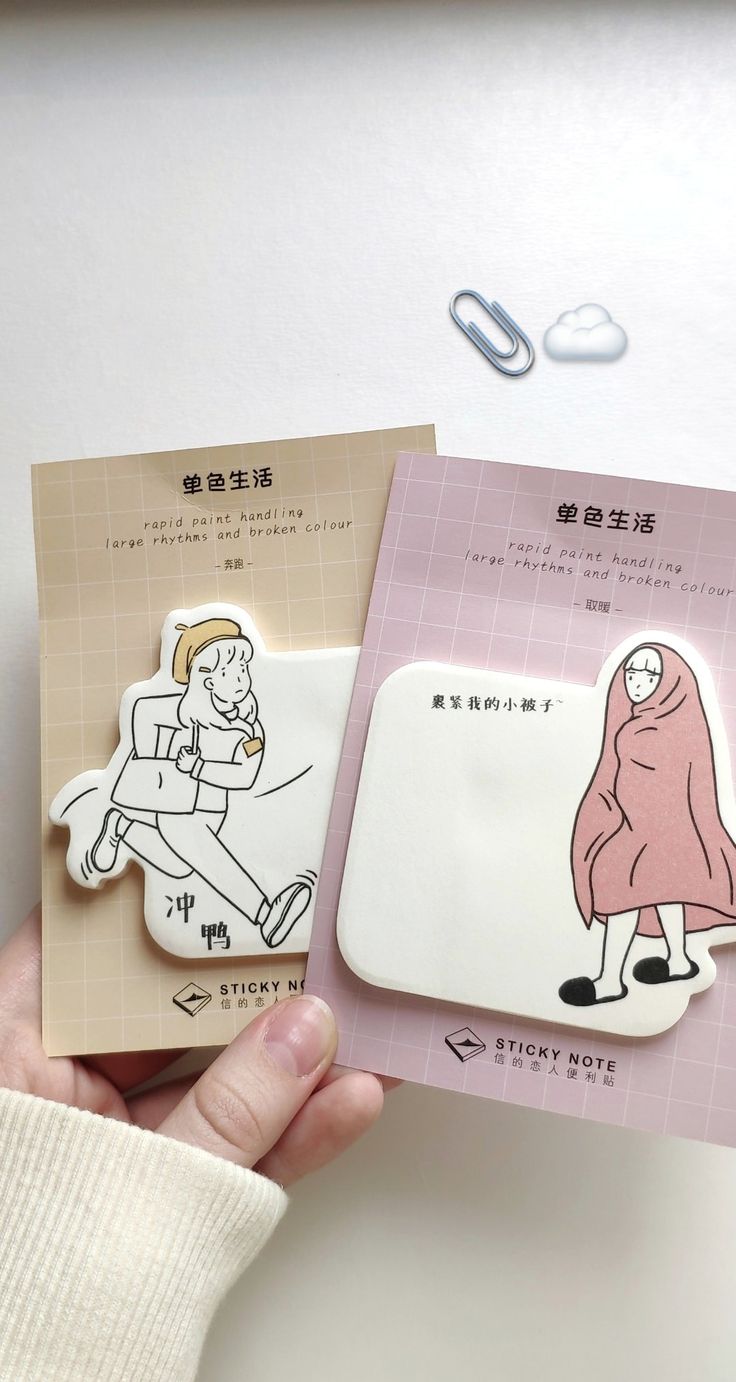 单色生活
rapid paint handling
large rhythms and broken colour
- 奔跑 -
冲
鸭
STICKY NO
信的恋人
单色生活
rapid paint handling
large rhythms and broken colour
- 取暖 -
裹紧我的小被子~
STICKY NOTE
信的恋人便利贴